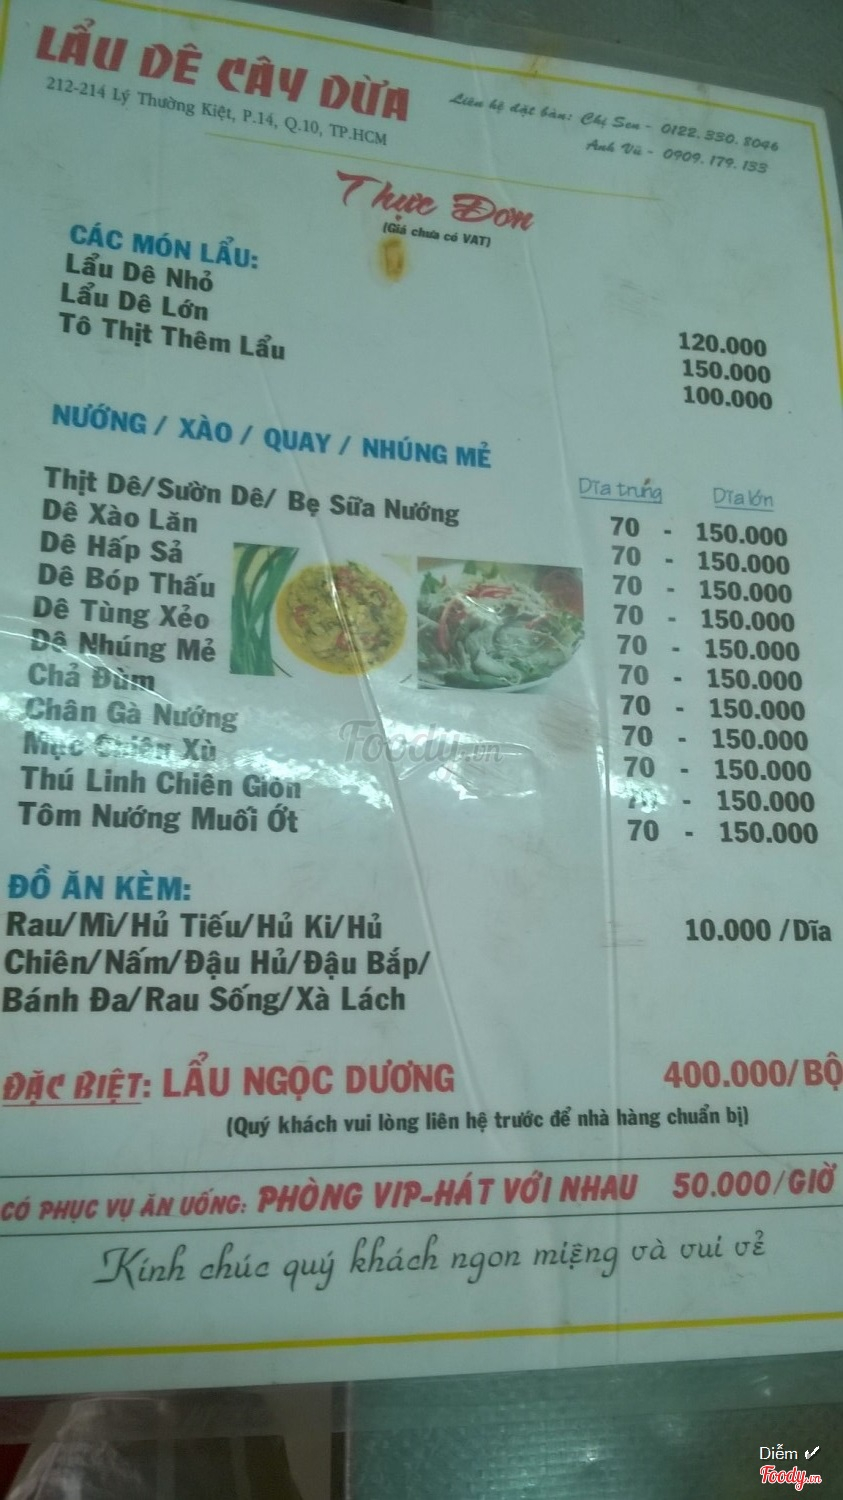 LẨU DÊ CÂY DỪA
212-214 Lý Thường Kiệt, P.14, Q.10, TP.HCM
Liên hệ đặt bàn: Chị Sen - 0122. 330. 8046
Anh Vũ - 0909. 179. 133
Thực Đơn
(Giá chưa có VAT)
CÁC MÓN LẨU:
Lẩu Dê Nhỏ 120.000
Lẩu Dê Lớn 150.000
Tô Thịt Thêm Lẩu 100.000
NƯỚNG / XÀO / QUAY / NHÚNG MẺ
Dĩa trung Dĩa lớn
Thịt Dê/Sườn Dê/ Bẹ Sữa Nướng 70 - 150.000
Dê Xào Lăn 70 - 150.000
Dê Hấp Sả 70 - 150.000
Dê Bóp Thấu 70 - 150.000
Dê Tùng Xẻo 70 - 150.000
Dê Nhúng Mẻ 70 - 150.000
Chả Đùm 70 - 150.000
Chân Gà Nướng 70 - 150.000
Mực Chiên Xù 70 - 150.000
Thú Linh Chiên Giòn - 150.000
Tôm Nướng Muối Ớt 70 - 150.000
Foody.vn
ĐỒ ĂN KÈM:
Rau/Mì/Hủ Tiếu/Hủ Ki/Hủ 10.000 /Dĩa
Chiên/Nấm/Đậu Hủ/Đậu Bắp/
Bánh Đa/Rau Sống/Xà Lách
ĐẶC BIỆT: LẨU NGỌC DƯƠNG 400.000/BỘ
(Quý khách vui lòng liên hệ trước để nhà hàng chuẩn bị)
CÓ PHỤC VỤ ĂN UỐNG: PHÒNG VIP-HÁT VỚI NHAU 50.000/GIỜ
Kính chúc quý khách ngon miệng và vui vẻ
Diễm ✓
Foody.vn